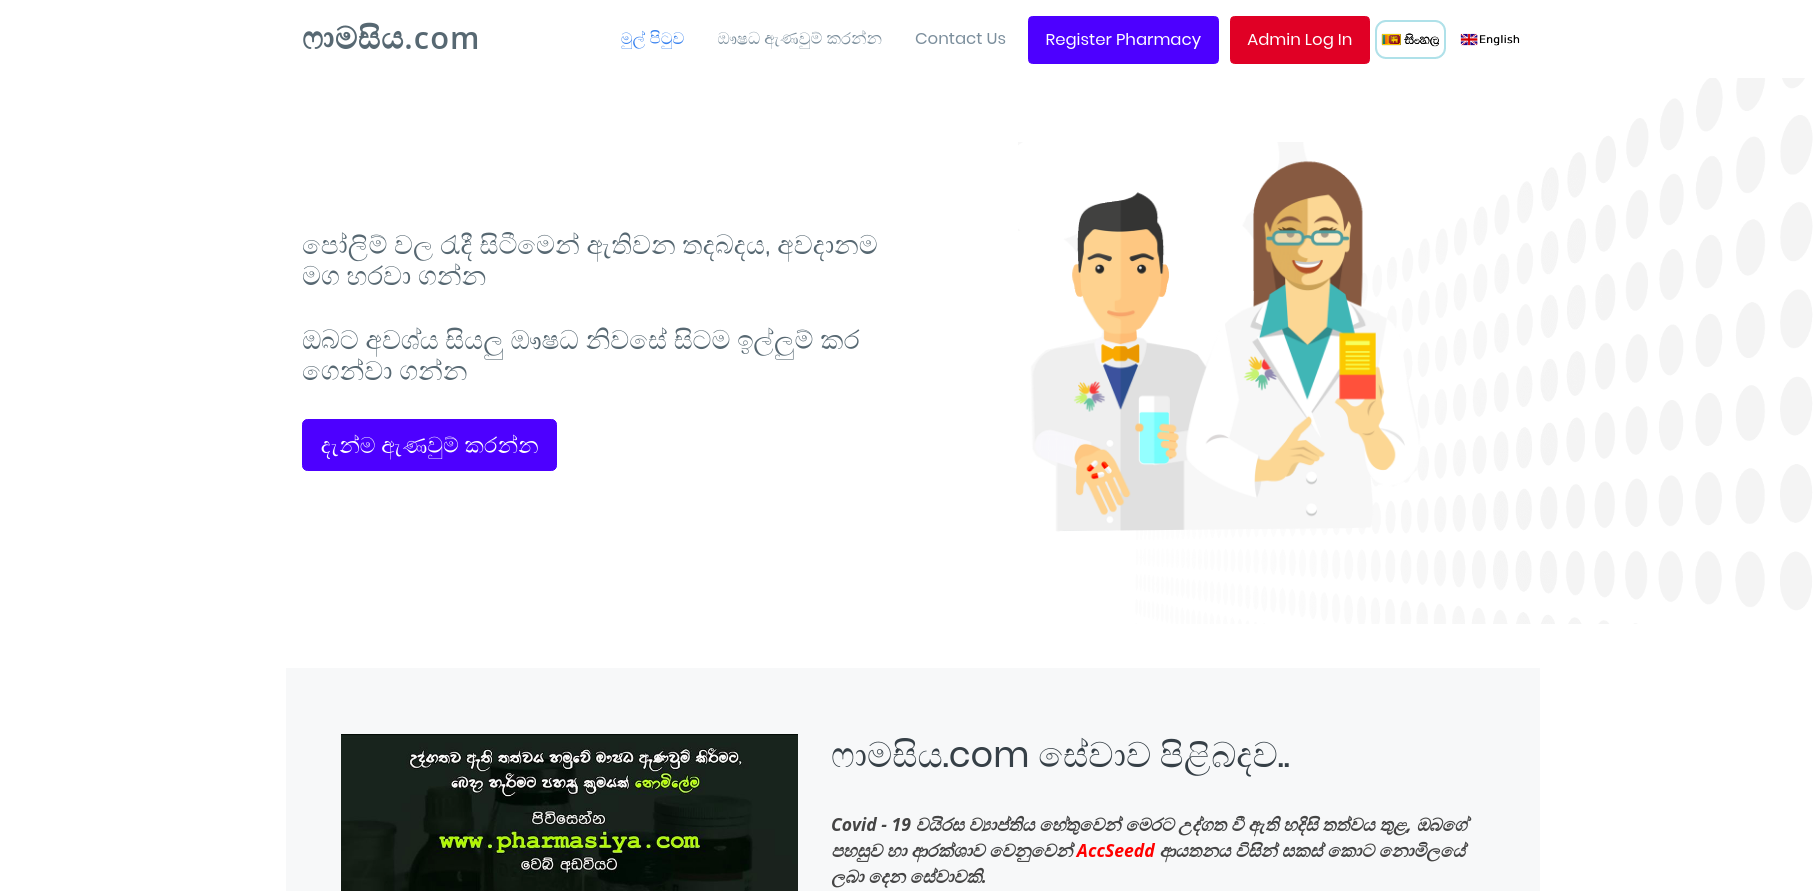 ෆාමසිය.com
මුල් පිටුව
ඖෂධ ඇණවුම් කරන්න
Contact Us
Register Pharmacy
Admin Log In
සිංහල
English
පෝලිම් වල රැදී සිටීමෙන් ඇතිවන තදබදය, අවදානම
මග හරවා ගන්න
ඔබට අවශ්ය සියලු ඖෂධ නිවසේ සිටම ඉල්ලුම් කර
ගෙන්වා ගන්න
දැන්ම ඇණවුම් කරන්න
උද්ගතව ඇති තත්වය හමුවේ ඖෂධ ඇණවුම් කිරීමට,
බෙදා හැරීමට පහසු ක්‍රමයක් නොමිලේම
පිවිසෙන්න
www.pharmasiya.com
වෙබ් අඩවියට
ෆාමසිය.com සේවාව පිළිබදව..
Covid - 19 වයිරස ව්‍යාප්තිය හේතුවෙන් මෙරට උද්ගත වී ඇති හදිසි තත්වය තුළ, ඔබගේ
පහසුව හා ආරක්ශාව වෙනුවෙන් AccSeedd ආයතනය විසින් සකස් කොට නොමිලයේ
ලබා දෙන සේවාවකි.